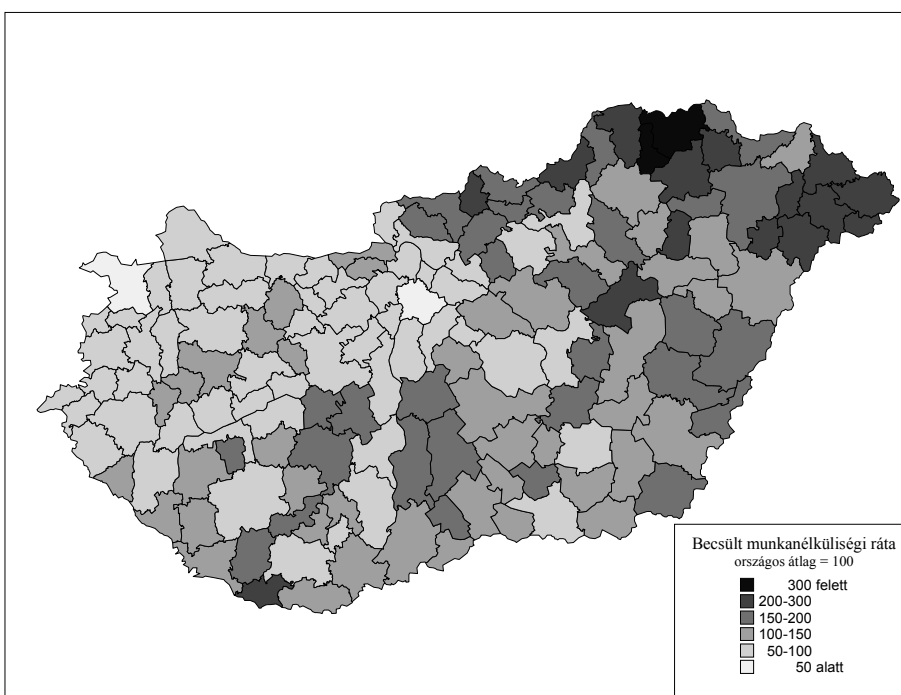 Becsült munkanélküliségi ráta
országos átlag = 100
300 felett
200-300
150-200
100-150
50-100
50 alatt